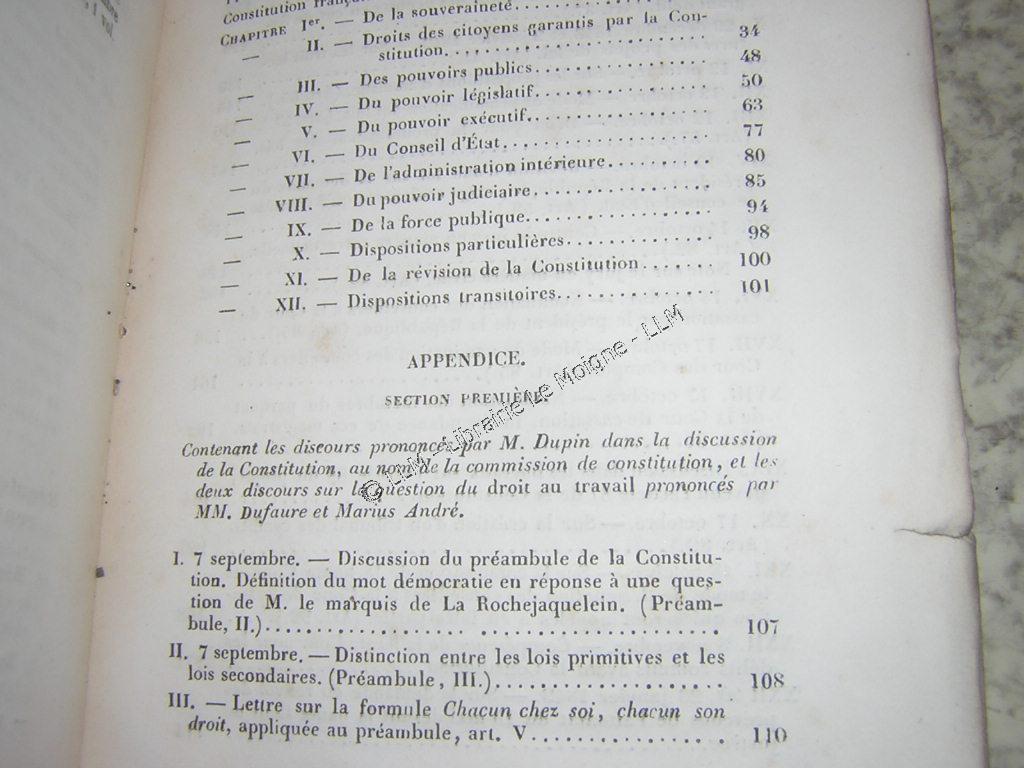 Constitution français
CHAPITRE Ier. — De la souveraineté.
— II. — Droits des citoyens garantis par la Con-
stitution. 34
— III. — Des pouvoirs publics. 48
— IV. — Du pouvoir législatif. 50
— V. — Du pouvoir exécutif. 63
— VI. — Du Conseil d'État. 77
— VII. — De l'administration intérieure. 80
— VIII. — Du pouvoir judiciaire. 85
— IX. — De la force publique. 94
— X. — Dispositions particulières. 98
— XI. — De la révision de la Constitution. 100
— XII. — Dispositions transitoires. 101
APPENDICE.
SECTION PREMIÈRE.
Contenant les discours prononcés par M. Dupin dans la discussion
de la Constitution, au nom de la commission de constitution, et les
deux discours sur la question du droit au travail prononcés par
MM. Dufaure et Marius André.
I. 7 septembre. — Discussion du préambule de la Constitu-
tion. Définition du mot démocratie en réponse à une ques-
tion de M. le marquis de La Rochejaquelein. (Préam-
bule, II.) 107
II. 7 septembre. — Distinction entre les lois primitives et les
lois secondaires. (Préambule, III.) 108
III. — Lettre sur la formule Chacun chez soi, chacun son
droit, appliquée au préambule, art. V 110
© LLM - Librairie Le Moigne - LLM